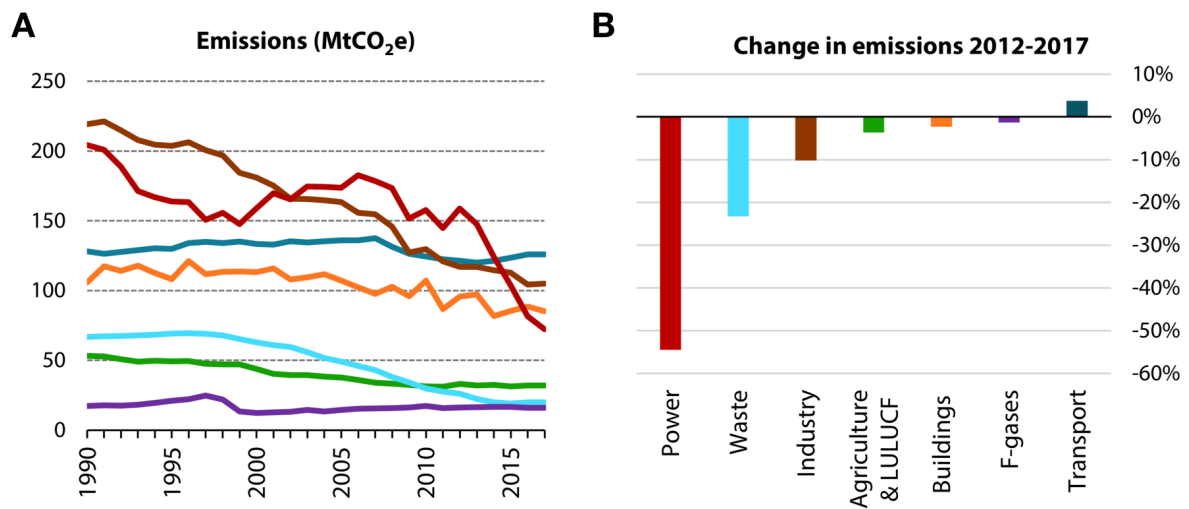 A
Emissions (MtCO₂e)
250
200
150
100
50
0
1990
1995
2000
2005
2010
2015
B
Change in emissions 2012-2017
10%
0%
-10%
-20%
-30%
-40%
-50%
-60%
Power
Waste
Industry
Agriculture
& LULUCF
Buildings
F-gases
Transport